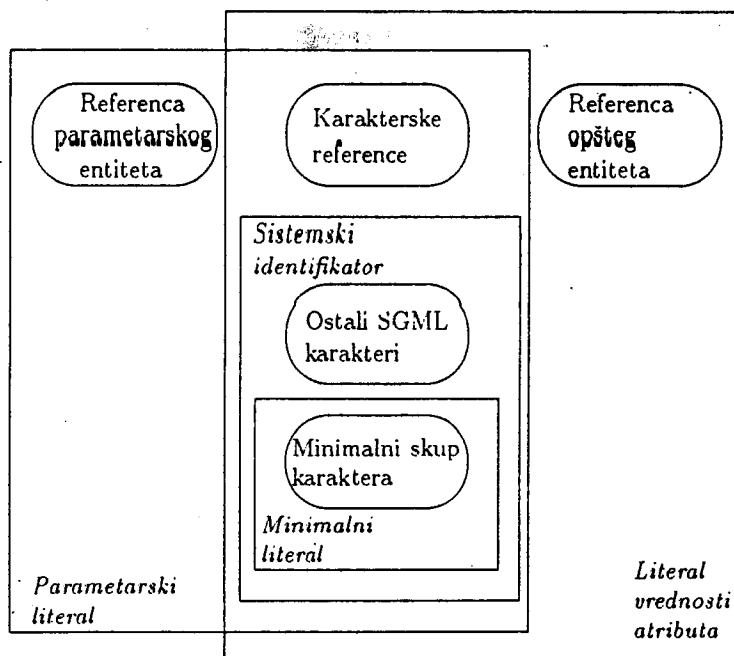 Referenca
parametarskog
entiteta
Karakterske
reference
Referenca
opšteg
entiteta
Sistemski
identifikator
Ostali SGML
karakteri
Minimalni skup
karaktera
Minimalni
literal
Parametarski
literal
Literal
vrednosti
atributa